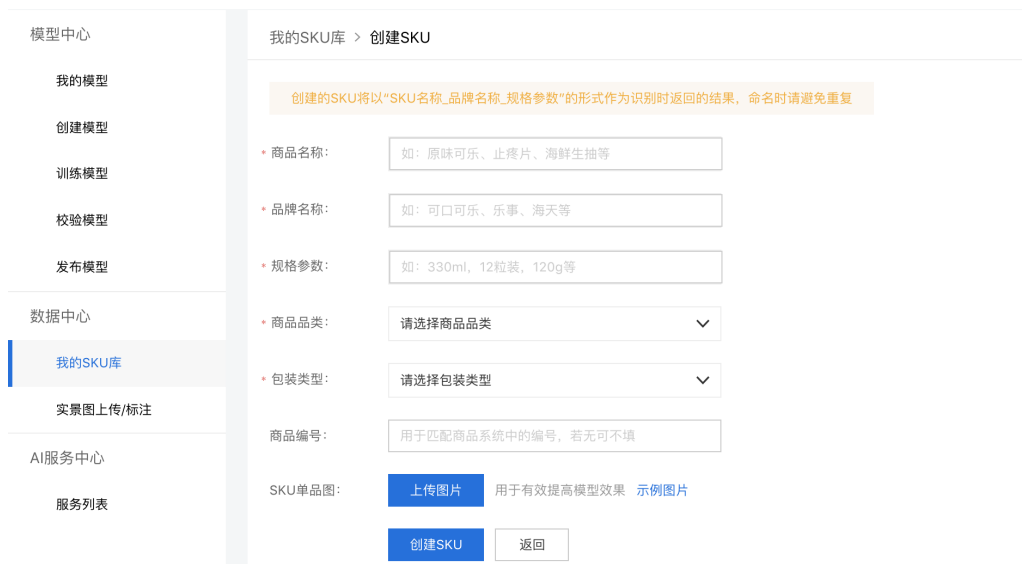 模型中心
我的模型
创建模型
训练模型
校验模型
发布模型
数据中心
我的SKU库
实景图上传/标注
AI服务中心
服务列表
我的SKU库 > 创建SKU
创建的SKU将以“SKU名称_品牌名称_规格参数”的形式作为识别时返回的结果，命名时请避免重复
* 商品名称： 如：原味可乐、止疼片、海鲜生抽等
* 品牌名称： 如：可口可乐、乐事、海天等
* 规格参数： 如：330ml，12粒装，120g等
* 商品品类： 请选择商品品类
* 包装类型： 请选择包装类型
商品编号： 用于匹配商品系统中的编号，若无可不填
SKU单品图： 上传图片 用于有效提高模型效果 示例图片
创建SKU 返回